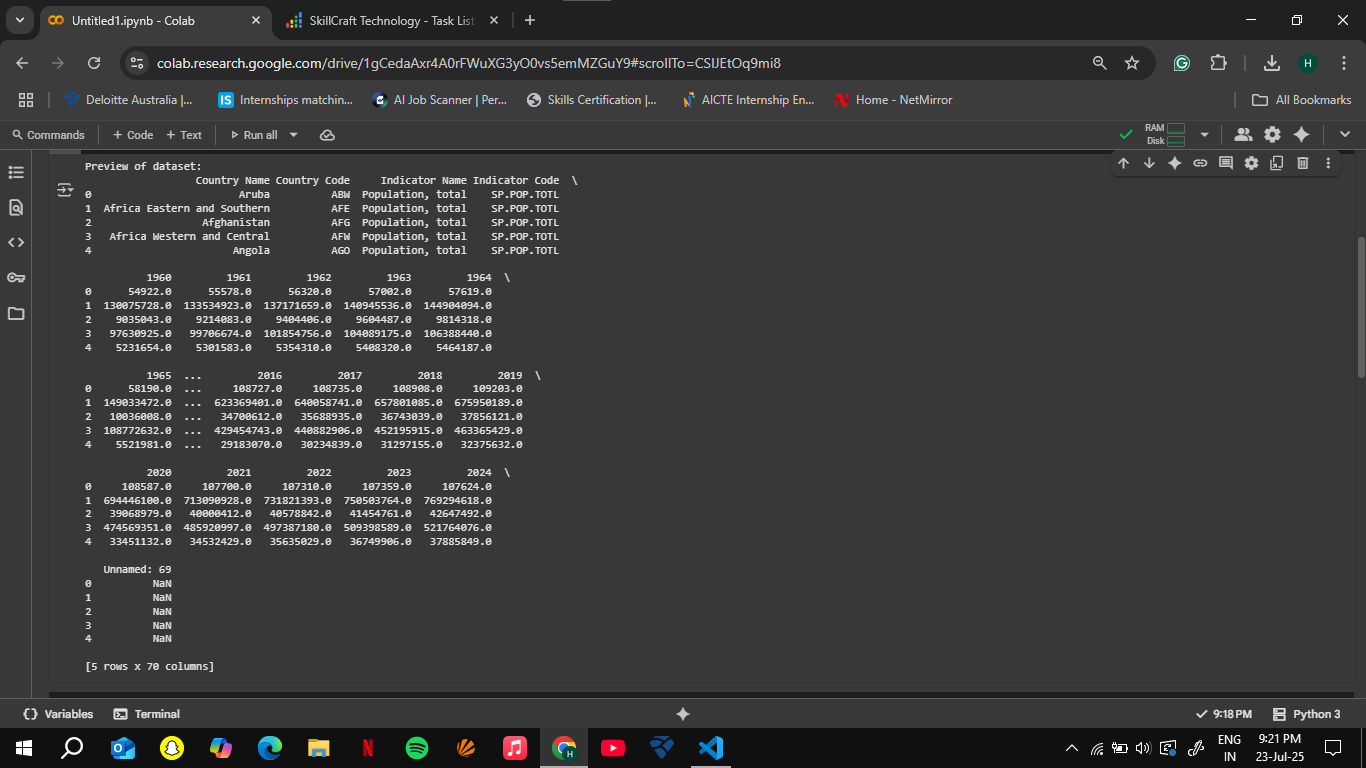 Untitled1.ipynb - Colab
SkillCraft Technology - Task List
colab.research.google.com/drive/1gCedaAxr4A0rFWuXG3yO0vs5emMZGuY9#scrollTo=CSIJEtOq9mi8
H
Deloitte Australia |...
IS Internships matchin...
AI Job Scanner | Per...
Skills Certification |...
AICTE Internship En...
Home - NetMirror
All Bookmarks
Commands + Code + Text Run all
RAM
Disk
Preview of dataset:
Country Name Country Code Indicator Name Indicator Code \
0 Aruba ABW Population, total SP.POP.TOTL
1 Africa Eastern and Southern AFE Population, total SP.POP.TOTL
2 Afghanistan AFG Population, total SP.POP.TOTL
3 Africa Western and Central AFW Population, total SP.POP.TOTL
4 Angola AGO Population, total SP.POP.TOTL
1960 1961 1962 1963 1964 \
0 54922.0 55578.0 56320.0 57002.0 57619.0
1 130075728.0 133534923.0 137171659.0 140945536.0 144904094.0
2 9035043.0 9214083.0 9404406.0 9604487.0 9814318.0
3 97630925.0 99706674.0 101854756.0 104089175.0 106388440.0
4 5231654.0 5301583.0 5354310.0 5408320.0 5464187.0
1965 ... 2016 2017 2018 2019 \
0 58190.0 ... 108727.0 108735.0 108908.0 109203.0
1 149033472.0 ... 623369401.0 640058741.0 657801085.0 675950189.0
2 10036008.0 ... 34700612.0 35688935.0 36743039.0 37856121.0
3 108772632.0 ... 429454743.0 440882906.0 452195915.0 463365429.0
4 5521981.0 ... 29183070.0 30234839.0 31297155.0 32375632.0
2020 2021 2022 2023 2024 \
0 108587.0 107700.0 107310.0 107359.0 107624.0
1 694446100.0 713090928.0 731821393.0 750503764.0 769294618.0
2 39068979.0 40000412.0 40578842.0 41454761.0 42647492.0
3 474569351.0 485920997.0 497387180.0 509398589.0 521764076.0
4 33451132.0 34532429.0 35635029.0 36749906.0 37885849.0
Unnamed: 69
0 NaN
1 NaN
2 NaN
3 NaN
4 NaN
[5 rows x 70 columns]
Variables Terminal
9:18 PM Python 3
ENG
IN
9:21 PM
23-Jul-25